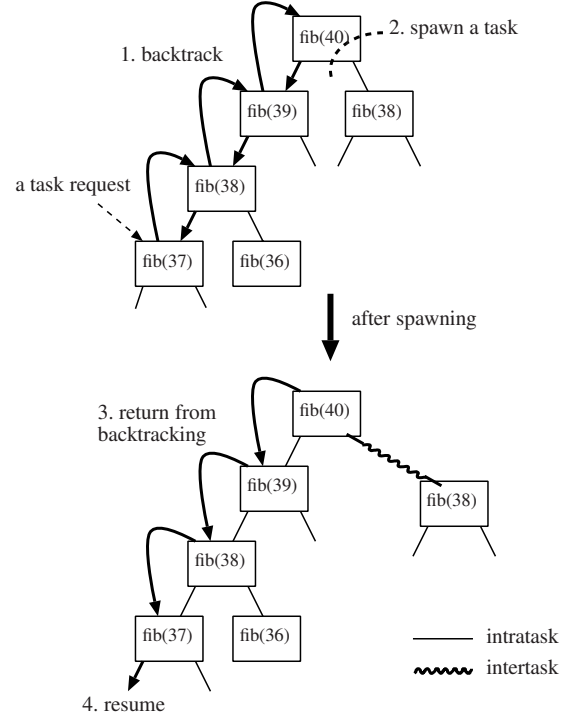 fib(40)
2. spawn a task
1. backtrack
fib(39)
fib(38)
fib(38)
a task request
fib(37)
fib(36)
after spawning
3. return from
backtracking
fib(40)
fib(39)
fib(38)
fib(38)
fib(37)
fib(36)
intratask
intertask
4. resume